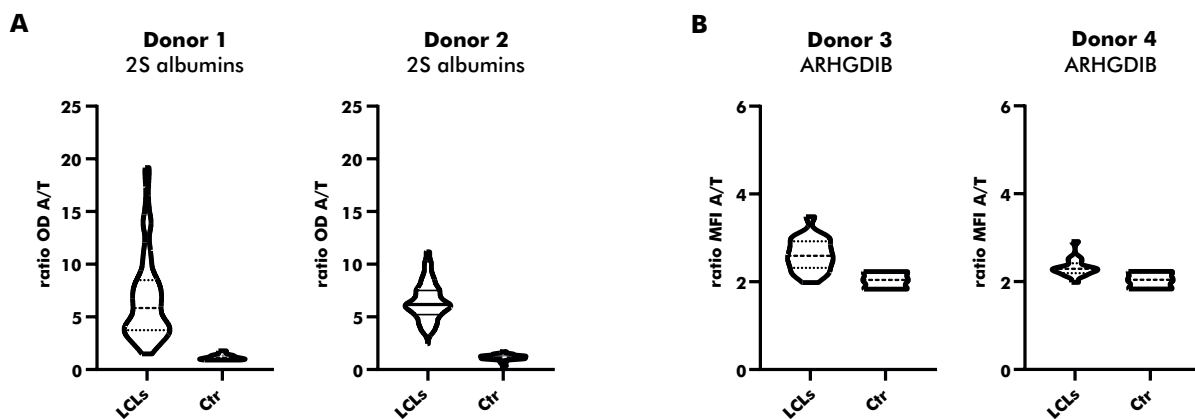 A
Donor 1
2S albumins
ratio OD A/T
25
20
15
10
5
0
LCLs
Ctr
Donor 2
2S albumins
ratio OD A/T
25
20
15
10
5
0
LCLs
Ctr
B
Donor 3
ARHGDIB
ratio MFI A/T
6
4
2
0
LCLs
Ctr
Donor 4
ARHGDIB
ratio MFI A/T
6
4
2
0
LCLs
Ctr